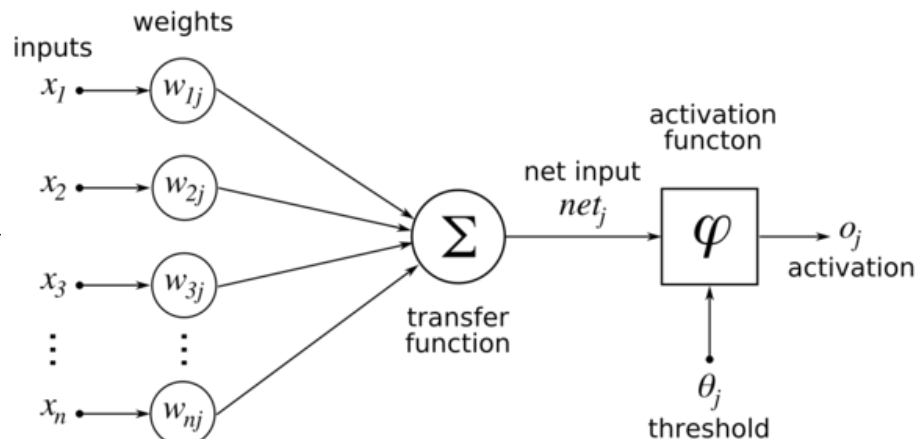 weights
inputs
x₁
w₁ⱼ
x₂
w₂ⱼ
x₃
w₃ⱼ
⋮ ⋮
xₙ
wₙⱼ
Σ
transfer
function
net input
netⱼ
activation
functon
φ
oⱼ
activation
θⱼ
threshold